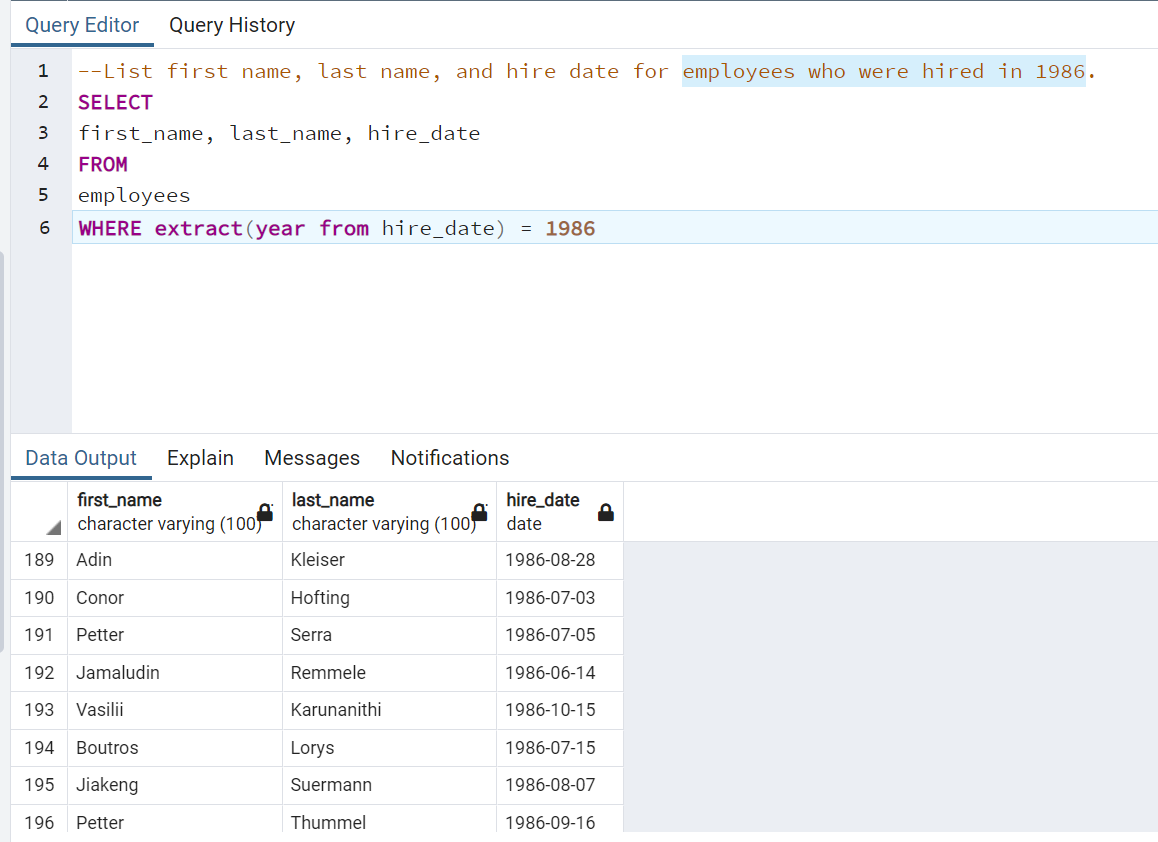 Query Editor Query History
1 --List first name, last name, and hire date for employees who were hired in 1986.
2 SELECT
3 first_name, last_name, hire_date
4 FROM
5 employees
6 WHERE extract(year from hire_date) = 1986
Data Output Explain Messages Notifications
first_name last_name hire_date
character varying (100) character varying (100) date
189 Adin Kleiser 1986-08-28
190 Conor Hofting 1986-07-03
191 Petter Serra 1986-07-05
192 Jamaludin Remmele 1986-06-14
193 Vasilii Karunanithi 1986-10-15
194 Boutros Lorys 1986-07-15
195 Jiakeng Suermann 1986-08-07
196 Petter Thummel 1986-09-16